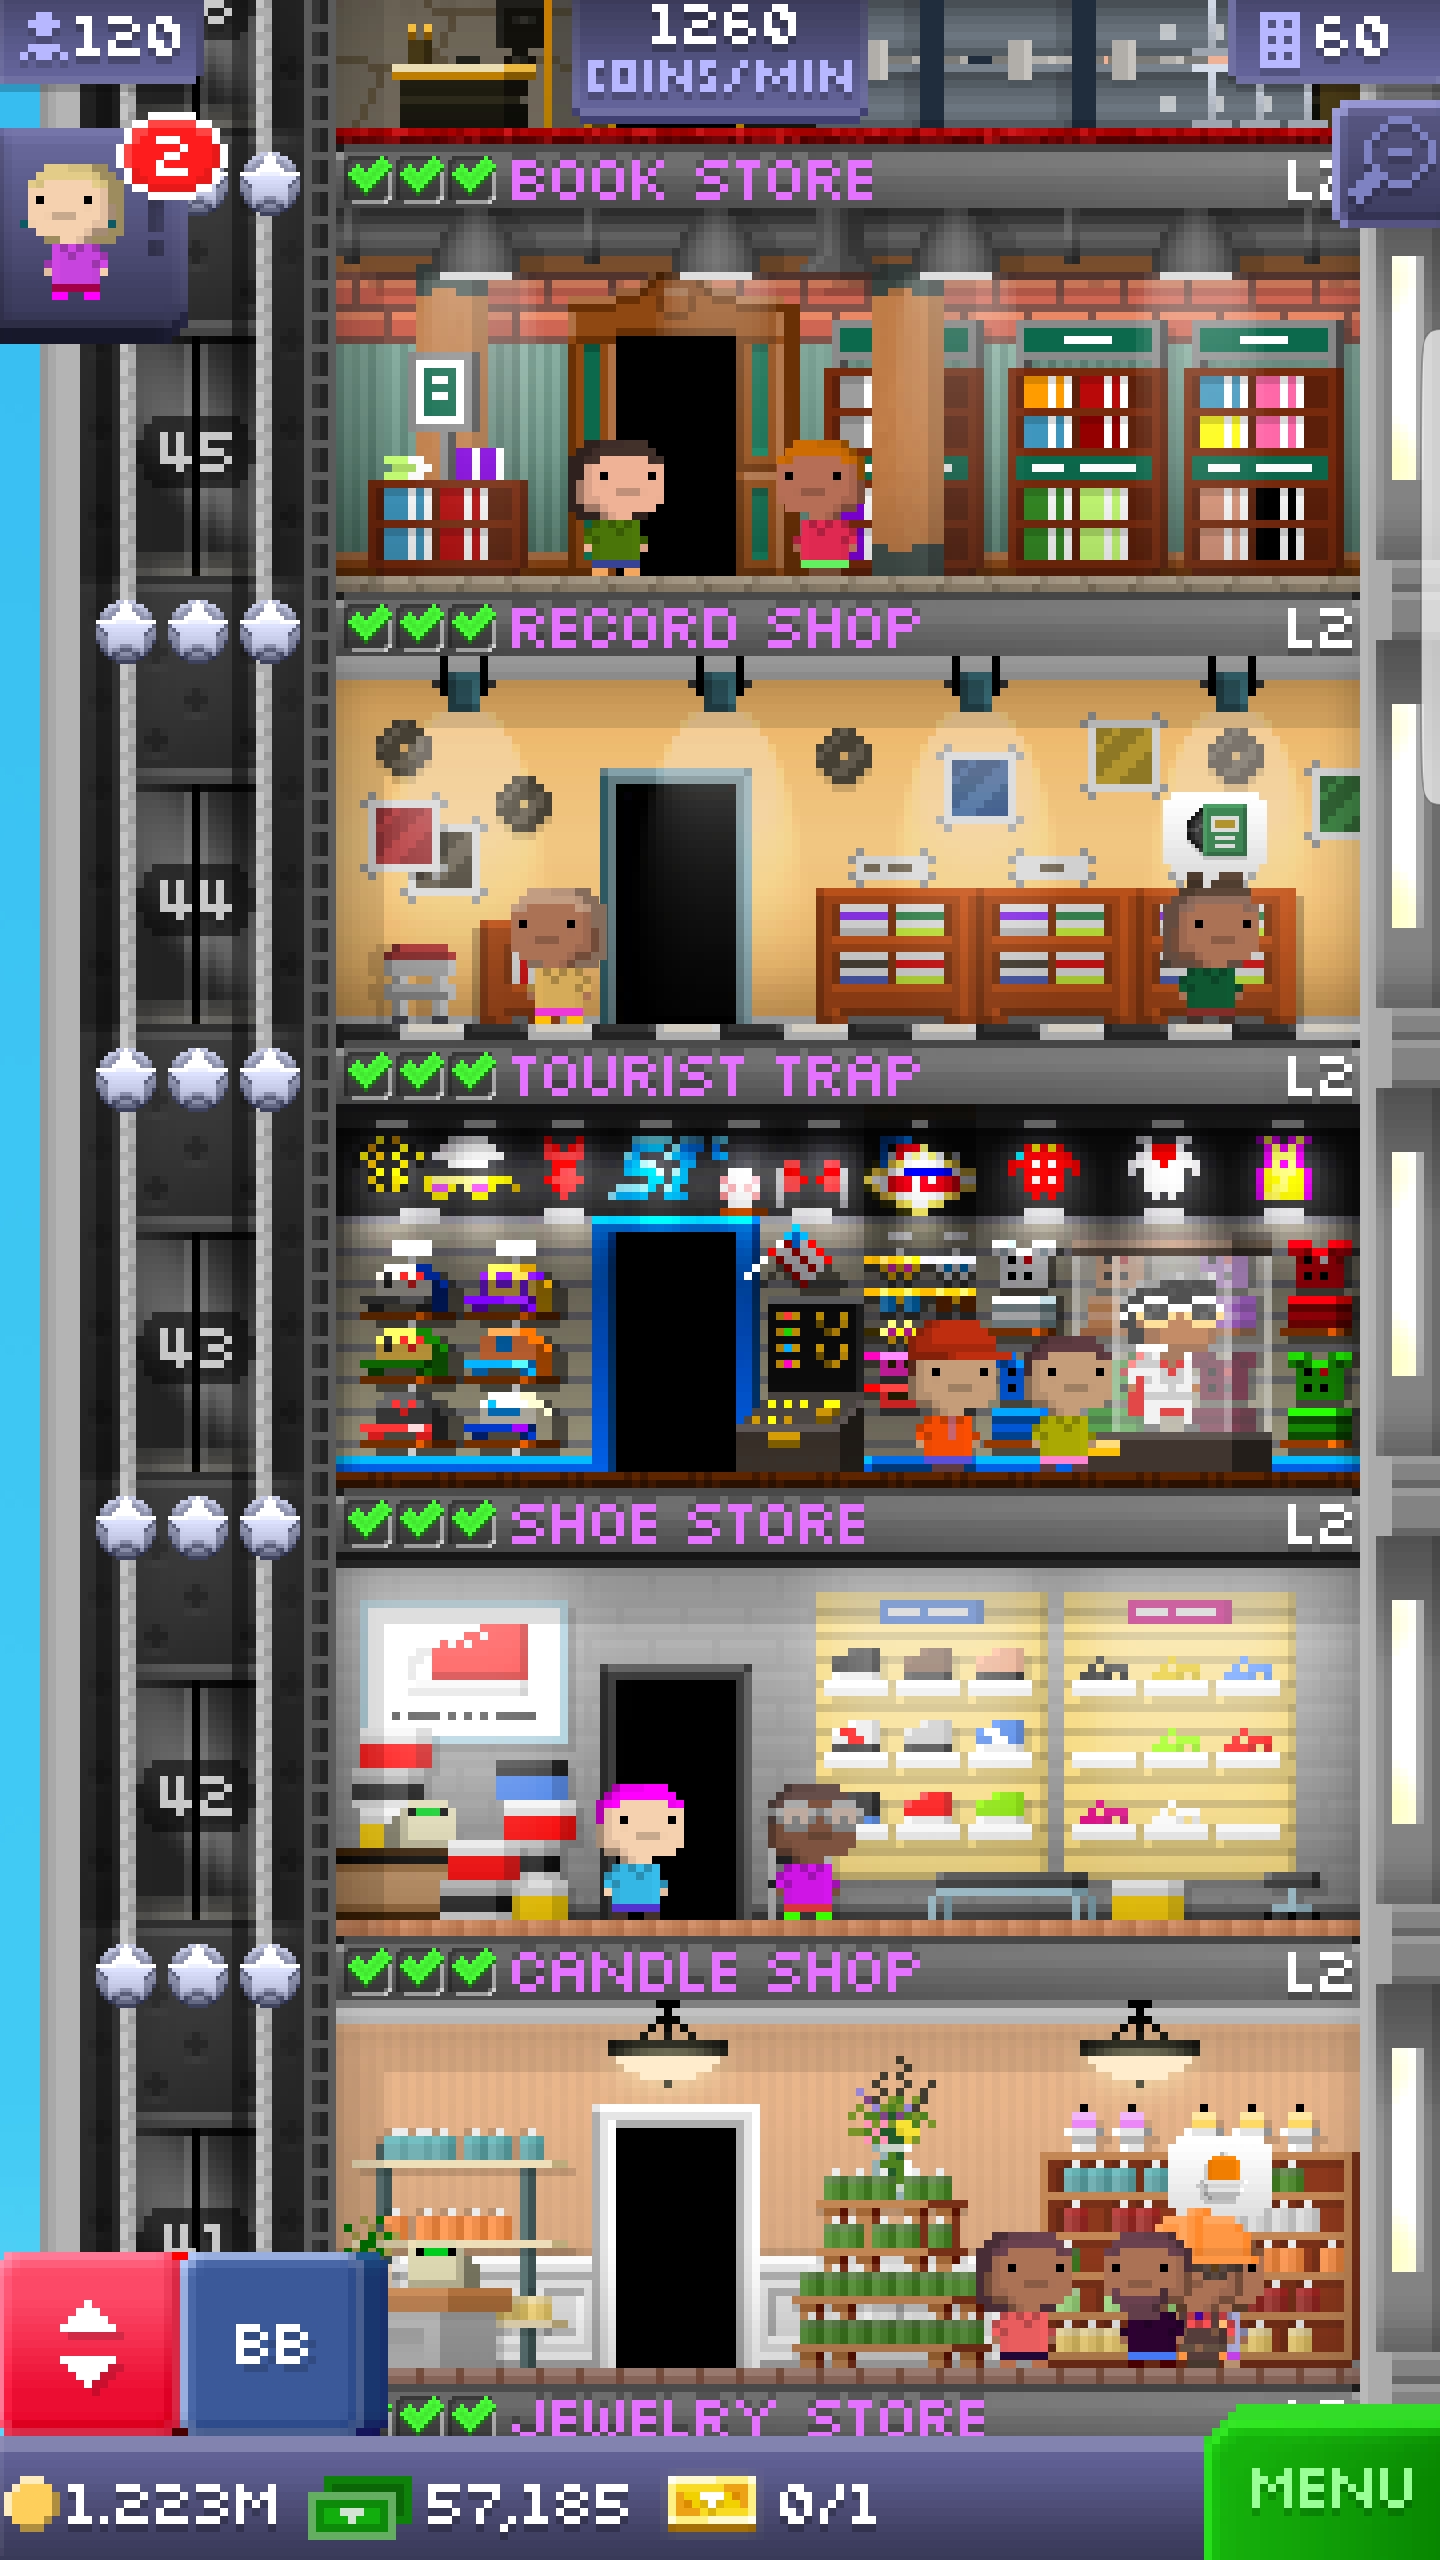 120
1260
COINS/MIN
60
2
BOOK STORE
45
RECORD SHOP L2
44
TOURIST TRAP L2
43
SHOE STORE L2
42
CANDLE SHOP L2
41
BB
JEWELRY STORE
1.223M 57,185 0/1
MENU